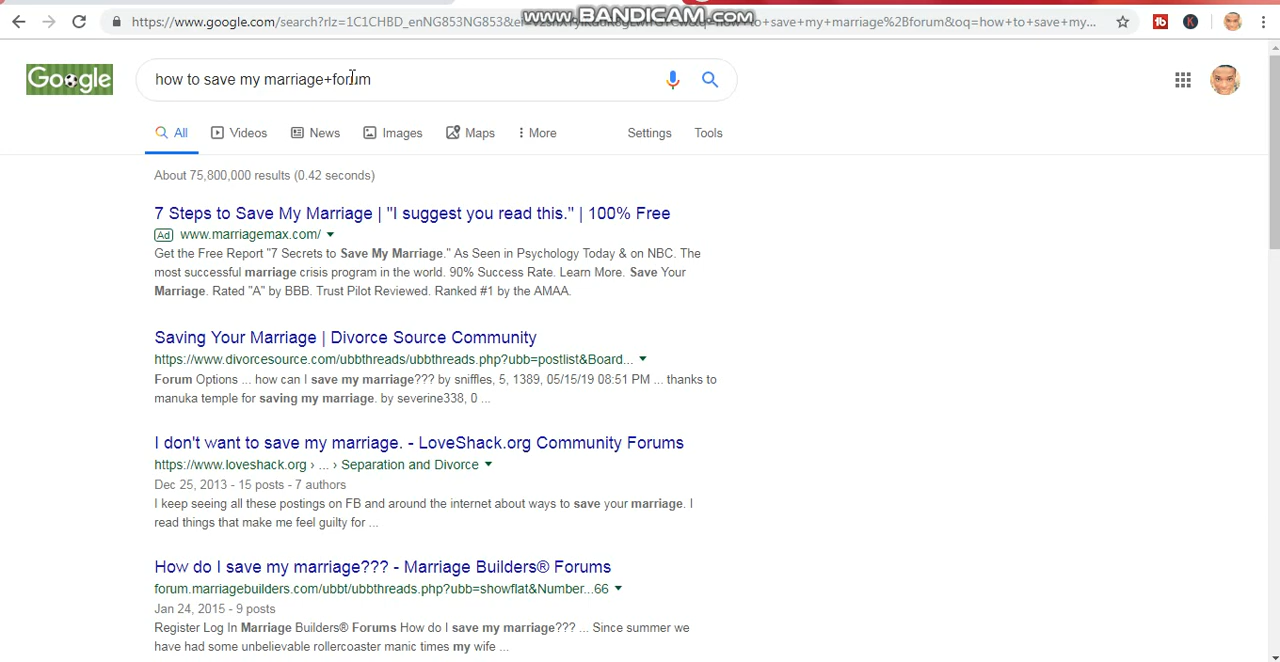 www.BANDICAM.com
https://www.google.com/search?rlz=1C1CHBD_enNG853NG853&e
to+save+my+marriage%2Bforum&oq=how+to+save+my...
Google
how to save my marriage+forum
All
Videos
News
Images
Maps
More
Settings
Tools
About 75,800,000 results (0.42 seconds)
7 Steps to Save My Marriage | "I suggest you read this." | 100% Free
Ad www.marriagemax.com/
Get the Free Report "7 Secrets to Save My Marriage." As Seen in Psychology Today & on NBC. The
most successful marriage crisis program in the world. 90% Success Rate. Learn More. Save Your
Marriage. Rated "A" by BBB. Trust Pilot Reviewed. Ranked #1 by the AMAA.
Saving Your Marriage | Divorce Source Community
https://www.divorcesource.com/ubbthreads/ubbthreads.php?ubb=postlist&Board...
Forum Options ... how can I save my marriage??? by sniffles, 5, 1389, 05/15/19 08:51 PM ... thanks to
manuka temple for saving my marriage. by severine338, 0 ...
I don't want to save my marriage. - LoveShack.org Community Forums
https://www.loveshack.org › ... › Separation and Divorce
Dec 25, 2013 - 15 posts - 7 authors
I keep seeing all these postings on FB and around the internet about ways to save your marriage. I
read things that make me feel guilty for ...
How do I save my marriage??? - Marriage Builders® Forums
forum.marriagebuilders.com/ubbt/ubbthreads.php?ubb=showflat&Number...66
Jan 24, 2015 - 9 posts
Register Log In Marriage Builders® Forums How do I save my marriage??? ... Since summer we
have had some unbelievable rollercoaster manic times my wife ...